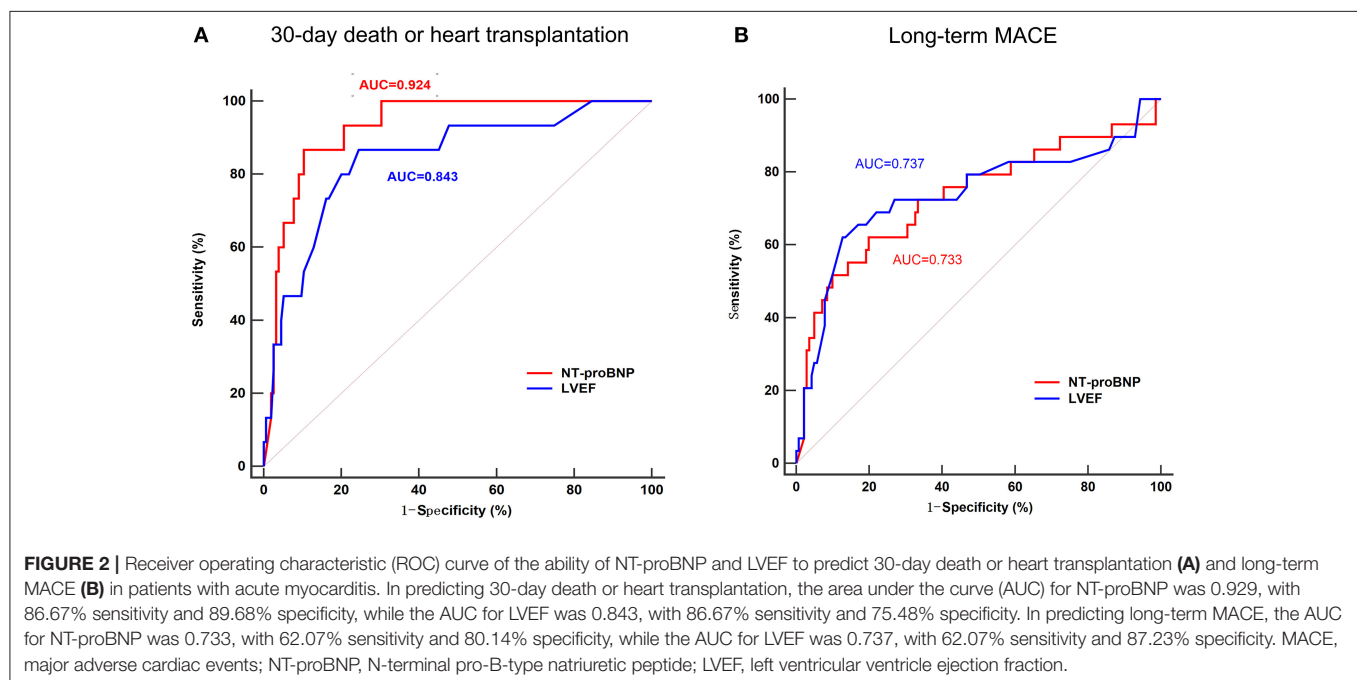 A 30-day death or heart transplantation
AUC=0.924
100
80
60
40
20
0
Sensitivity (%)
AUC=0.843
NT-proBNP
LVEF
0 20 40 60 80 100
1-Specificity (%)
B Long-term MACE
100
80
60
40
20
0
Sensitivity (%)
AUC=0.737
AUC=0.733
NT-proBNP
LVEF
0 20 40 60 80 100
1-Specificity (%)
FIGURE 2 | Receiver operating characteristic (ROC) curve of the ability of NT-proBNP and LVEF to predict 30-day death or heart transplantation (A) and long-term
MACE (B) in patients with acute myocarditis. In predicting 30-day death or heart transplantation, the area under the curve (AUC) for NT-proBNP was 0.929, with
86.67% sensitivity and 89.68% specificity, while the AUC for LVEF was 0.843, with 86.67% sensitivity and 75.48% specificity. In predicting long-term MACE, the AUC
for NT-proBNP was 0.733, with 62.07% sensitivity and 80.14% specificity, while the AUC for LVEF was 0.737, with 62.07% sensitivity and 87.23% specificity. MACE,
major adverse cardiac events; NT-proBNP, N-terminal pro-B-type natriuretic peptide; LVEF, left ventricular ventricle ejection fraction.